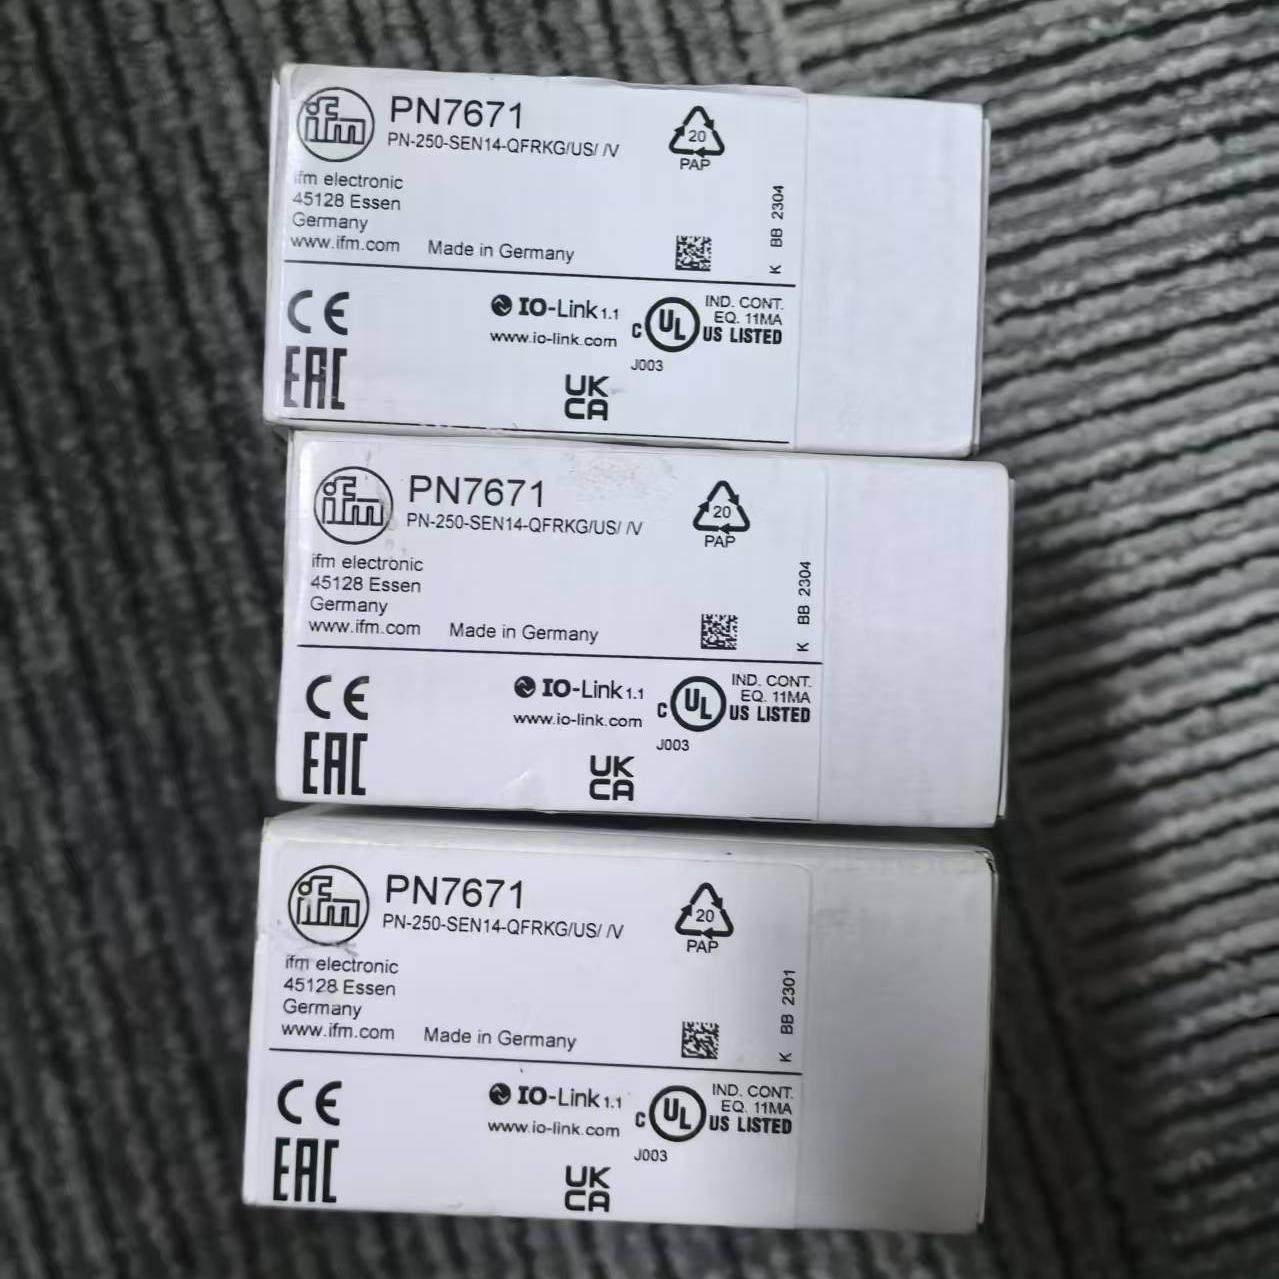 ifm
PN7671
PN-250-SEN14-QFRKG/US/ /V
20
PAP
ifm electronic
45128 Essen
Germany
www.ifm.com
Made in Germany
K BB 2304
CE
IO-Link 1.1
www.io-link.com
C UL US LISTED
IND. CONT.
EQ. 11MA
J003
EAC
UK
CA
ifm
PN7671
PN-250-SEN14-QFRKG/US/ /V
20
PAP
ifm electronic
45128 Essen
Germany
www.ifm.com
Made in Germany
K BB 2304
CE
IO-Link 1.1
www.io-link.com
C UL US LISTED
IND. CONT.
EQ. 11MA
J003
EAC
UK
CA
ifm
PN7671
PN-250-SEN14-QFRKG/US/ /V
20
PAP
ifm electronic
45128 Essen
Germany
www.ifm.com
Made in Germany
K BB 2301
CE
IO-Link 1.1
www.io-link.com
C UL US LISTED
IND. CONT.
EQ. 11MA
J003
EAC
UK
CA